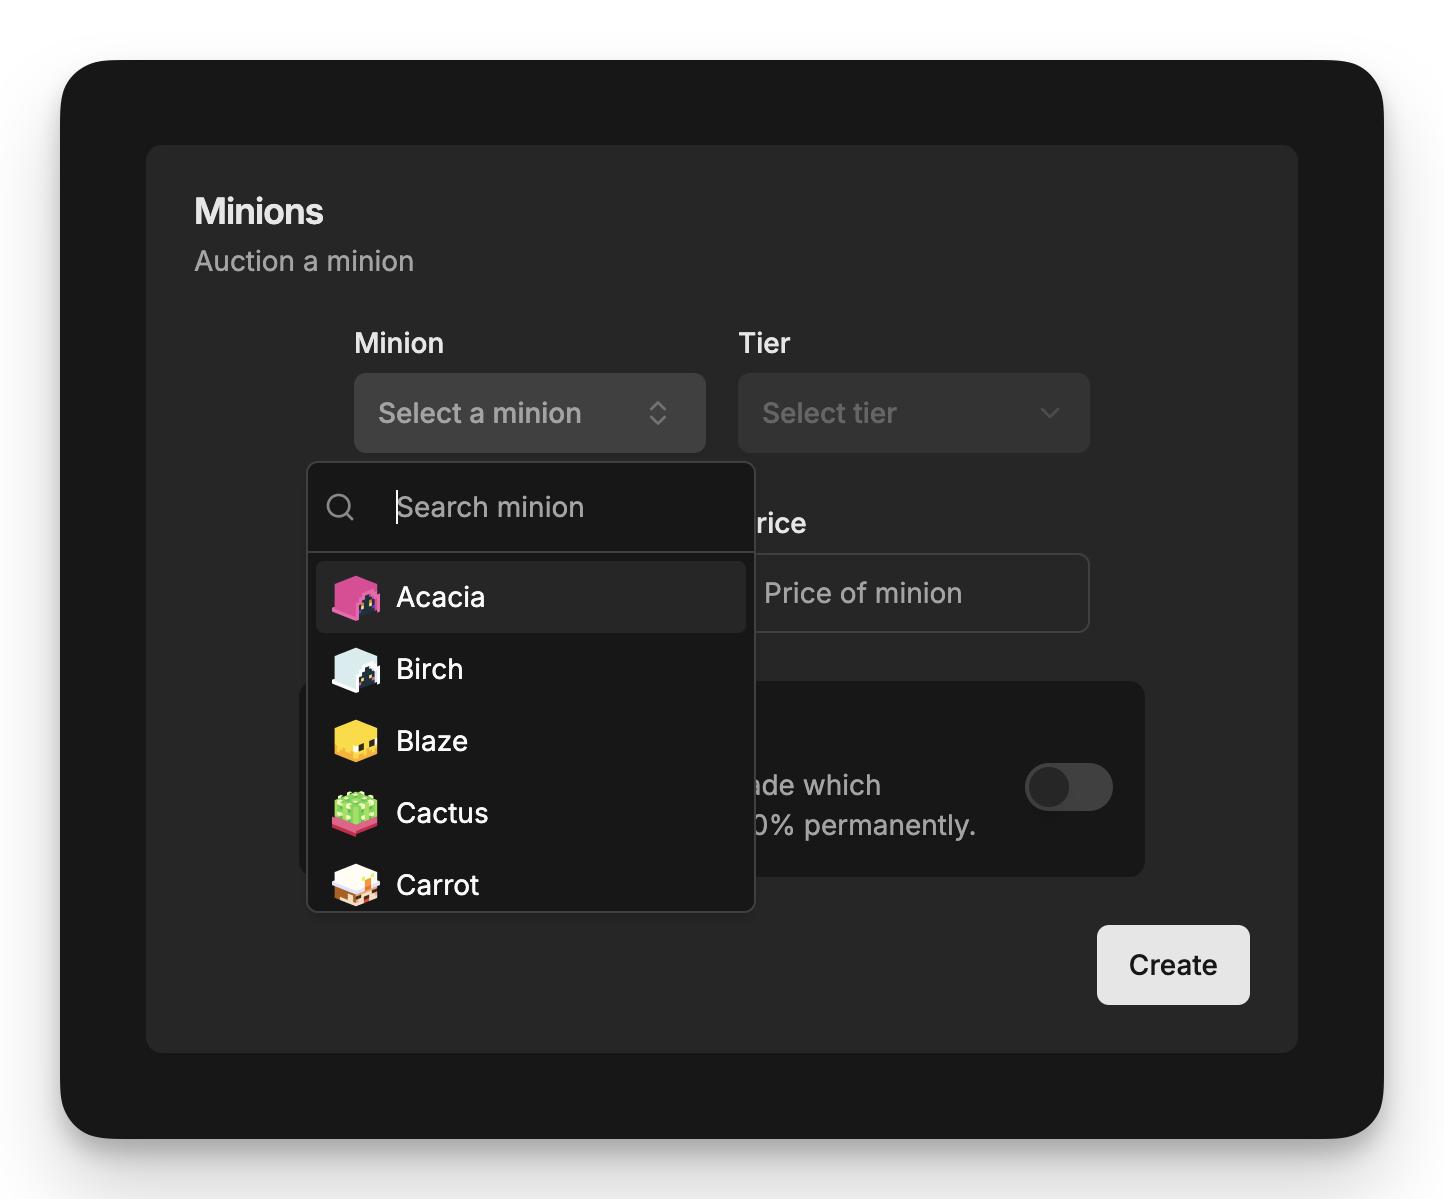 Minions
Auction a minion
Minion
Tier
Select a minion
Select tier
Search minion
rice
Acacia
Price of minion
Birch
Blaze
ade which
Cactus
0% permanently.
Carrot
Create